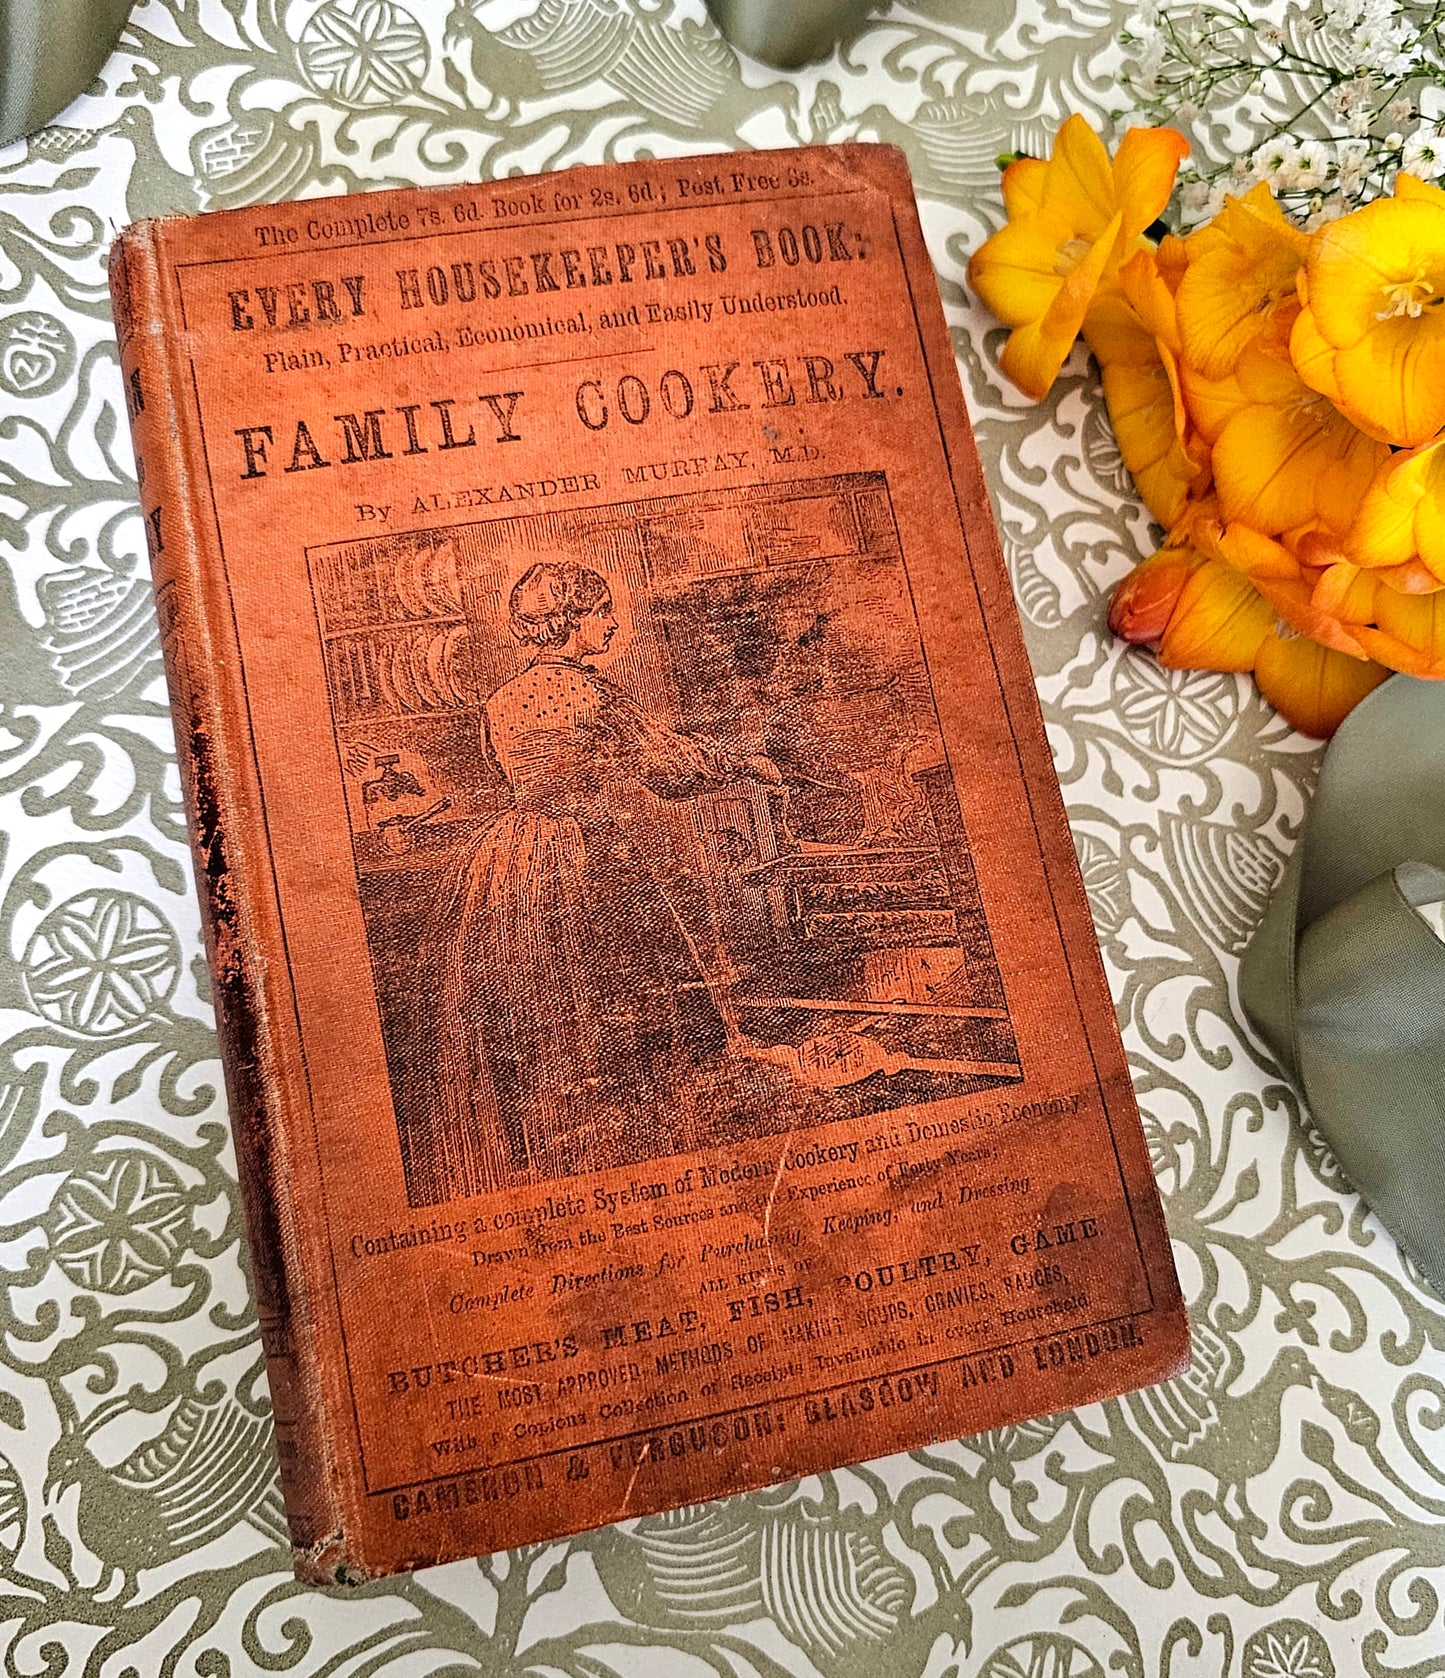 The Complete 7s. 6d. Book for 2s. 6d.; Post Free 3s.
EVERY HOUSEKEEPER'S BOOK:
Plain, Practical, Economical, and Easily Understood.
FAMILY COOKERY.
By ALEXANDER MURRAY, M.D.
Containing a complete System of Modern Cookery and Domestic Economy,
Drawn from the Best Sources and the Experience of Forty Years;
Complete Directions for Purchasing, Keeping, and Dressing
ALL KINDS OF
BUTCHER'S MEAT, FISH, POULTRY, GAME.
THE MOST APPROVED METHODS OF MAKING SOUPS, GRAVIES, SAUCES,
With a Copious Collection of Receipts Invaluable in every Household.
CAMERON & FERGUSON: GLASGOW AND LONDON.